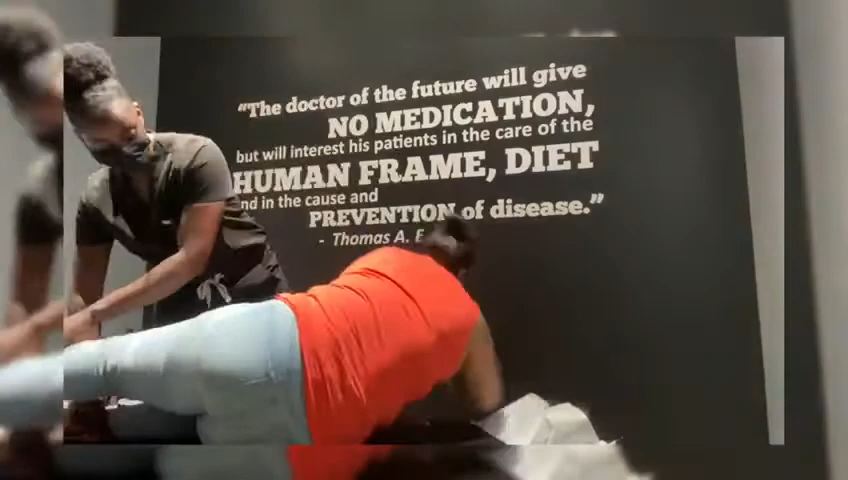 “The doctor of the future will give
NO MEDICATION,
but will interest his patients in the care of the
HUMAN FRAME, DIET
nd in the cause and
PREVENTION of disease.”
- Thomas A. E